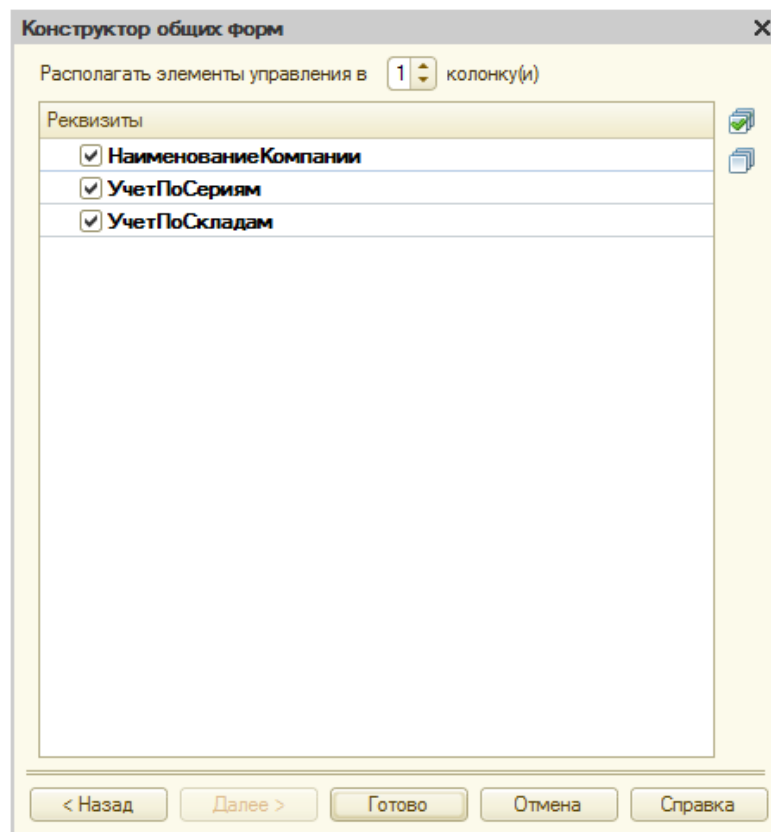 Конструктор общих форм
Располагать элементы управления в 1 колонку(и)
Реквизиты
НаименованиеКомпании
УчетПоСериям
УчетПоСкладам
< Назад Далее > Готово Отмена Справка